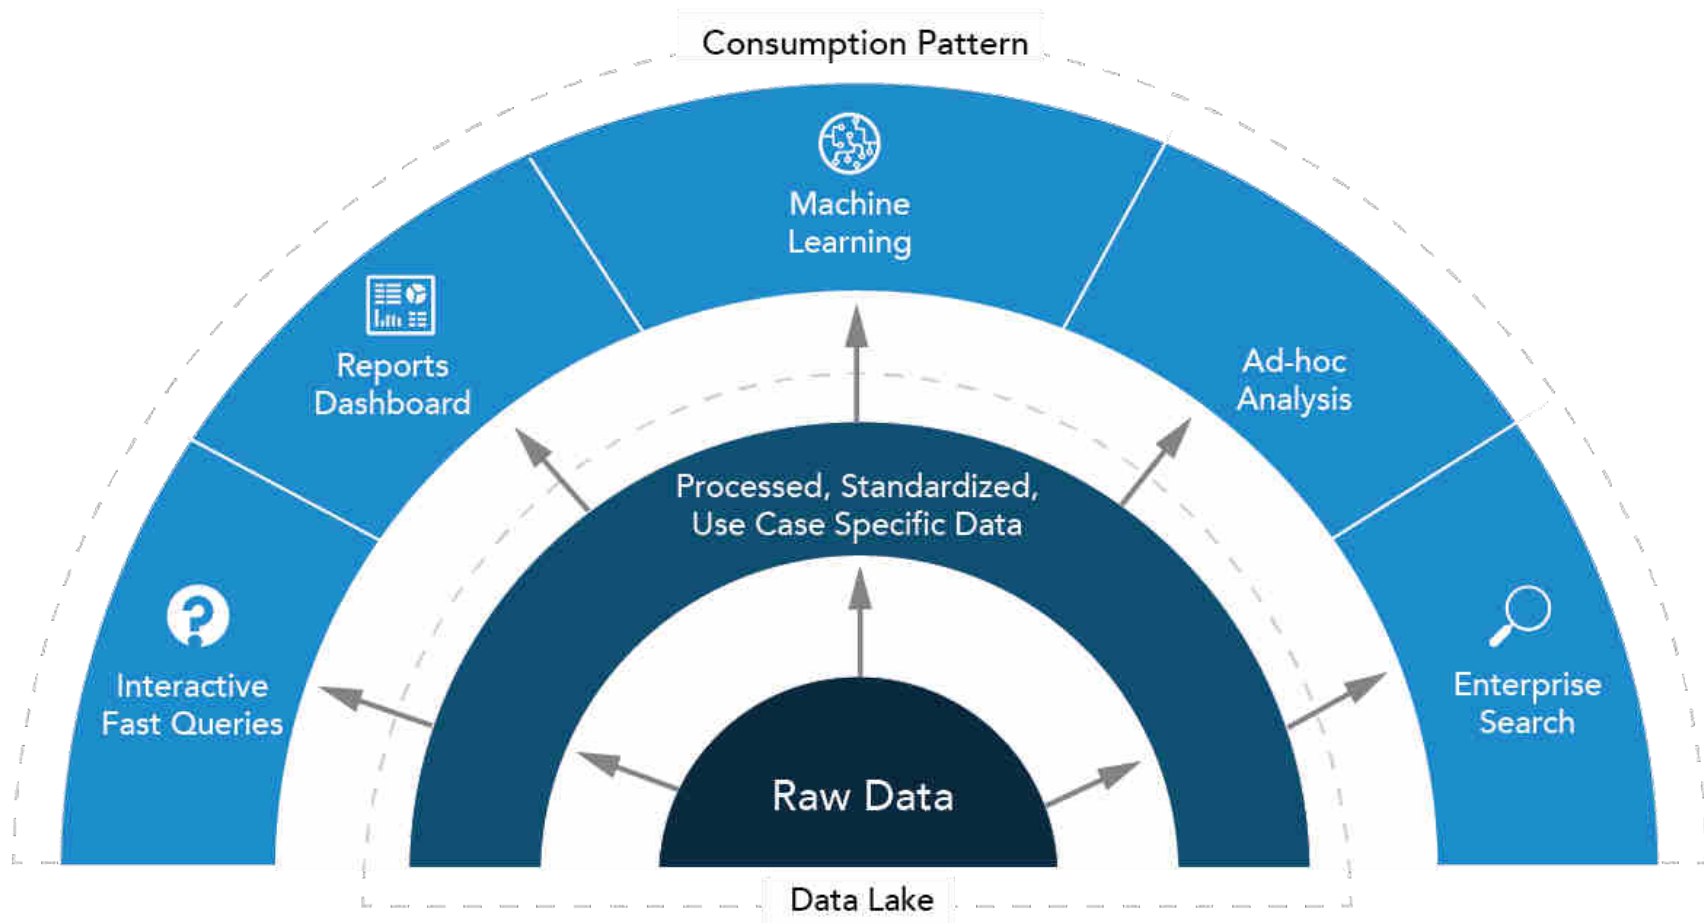 Consumption Pattern
Machine
Learning
Reports
Dashboard
Ad-hoc
Analysis
Processed, Standardized,
Use Case Specific Data
Interactive
Fast Queries
Enterprise
Search
Raw Data
Data Lake